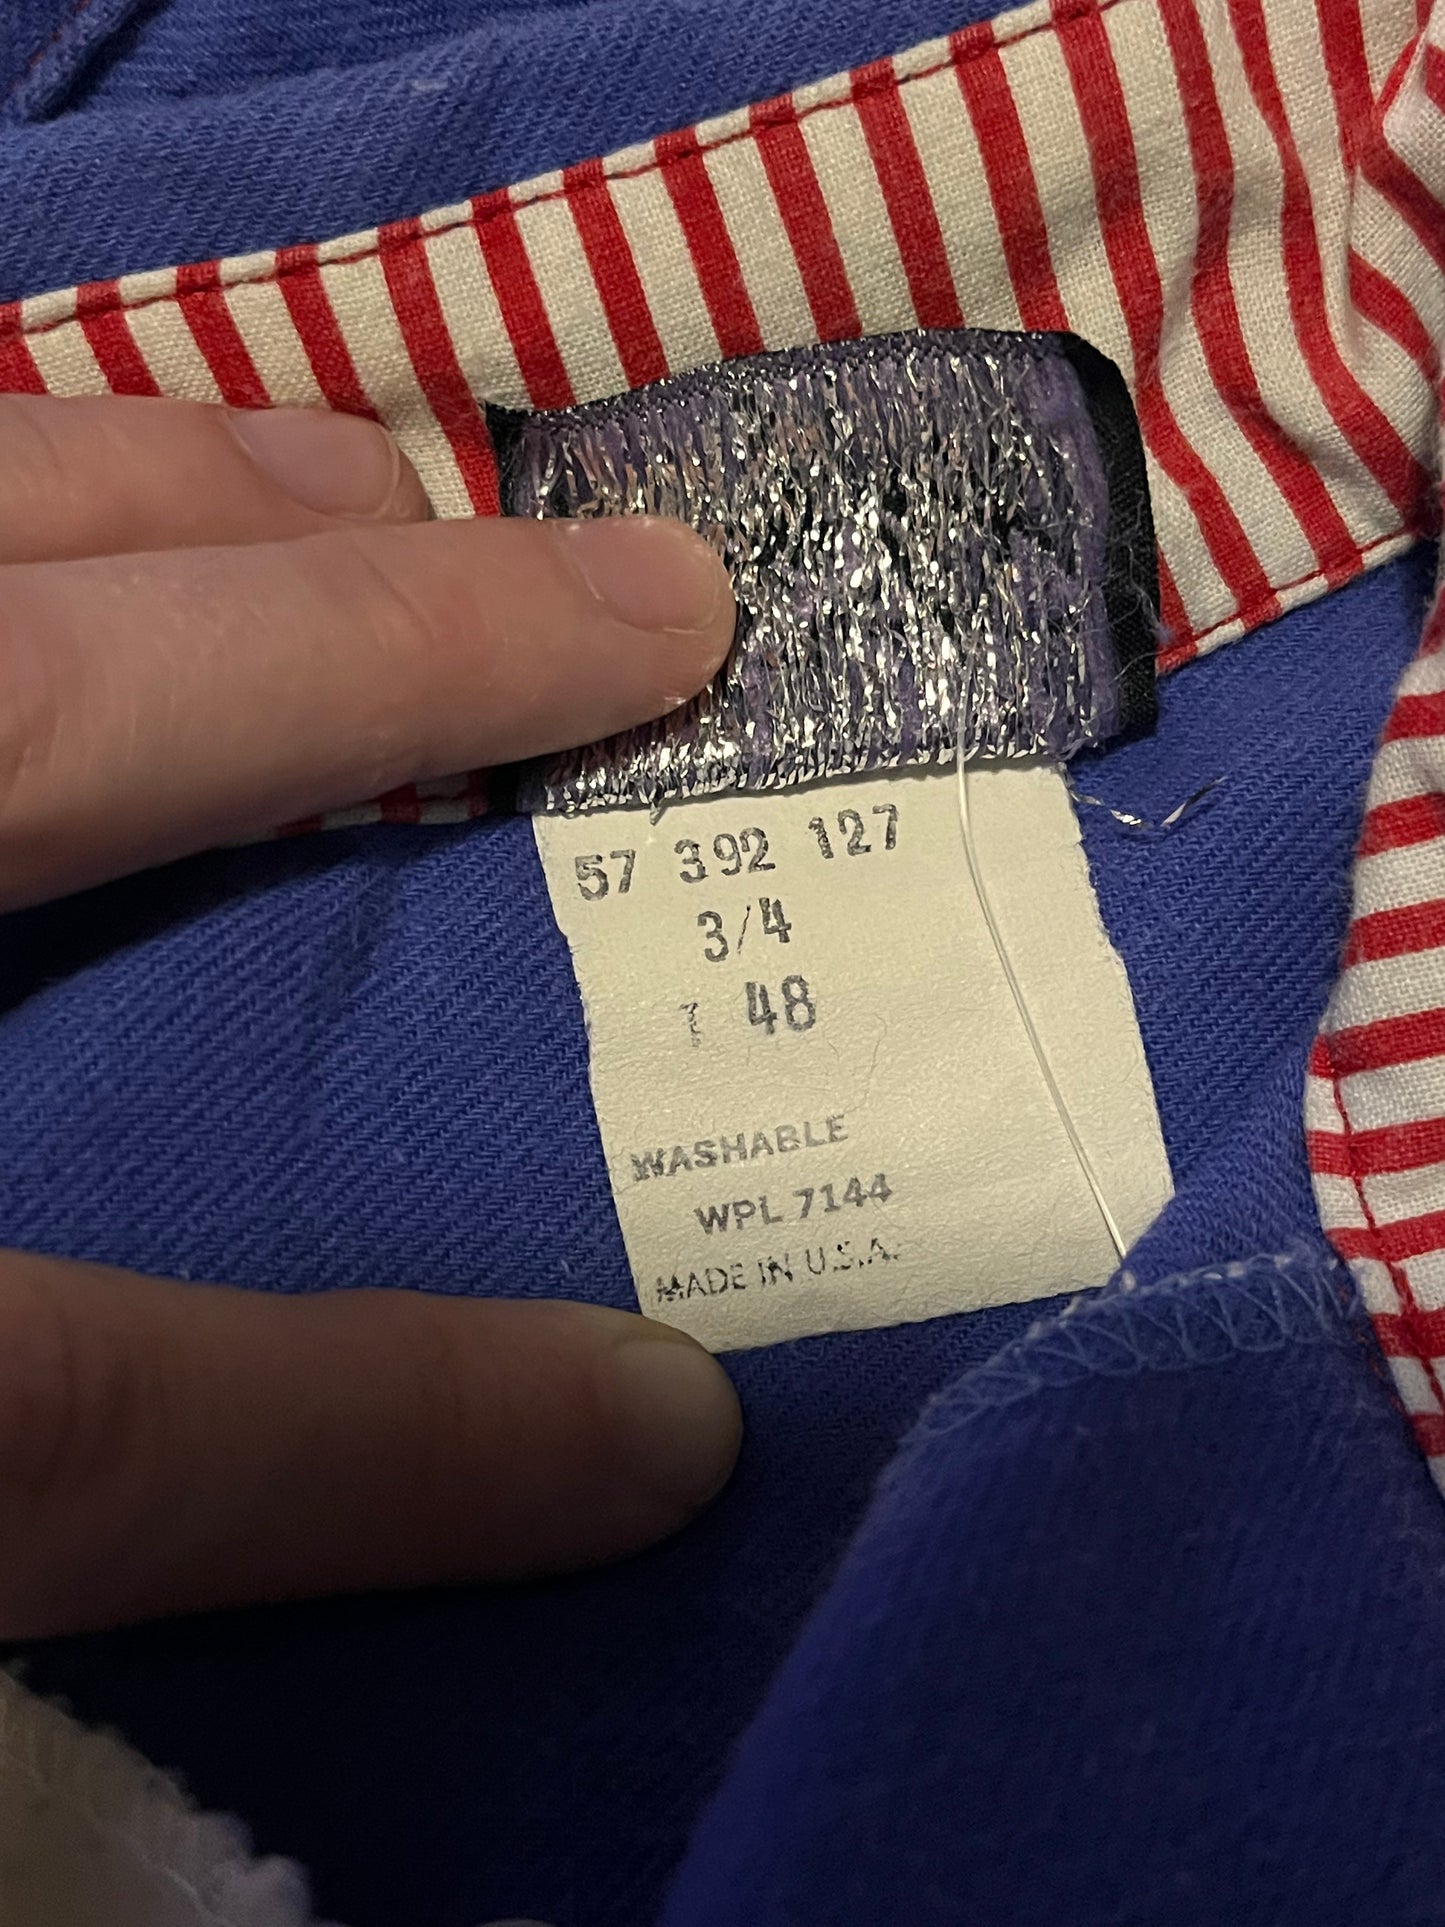 57 392 127
3/4
48
WASHABLE
WPL 7144
MADE IN U.S.A.